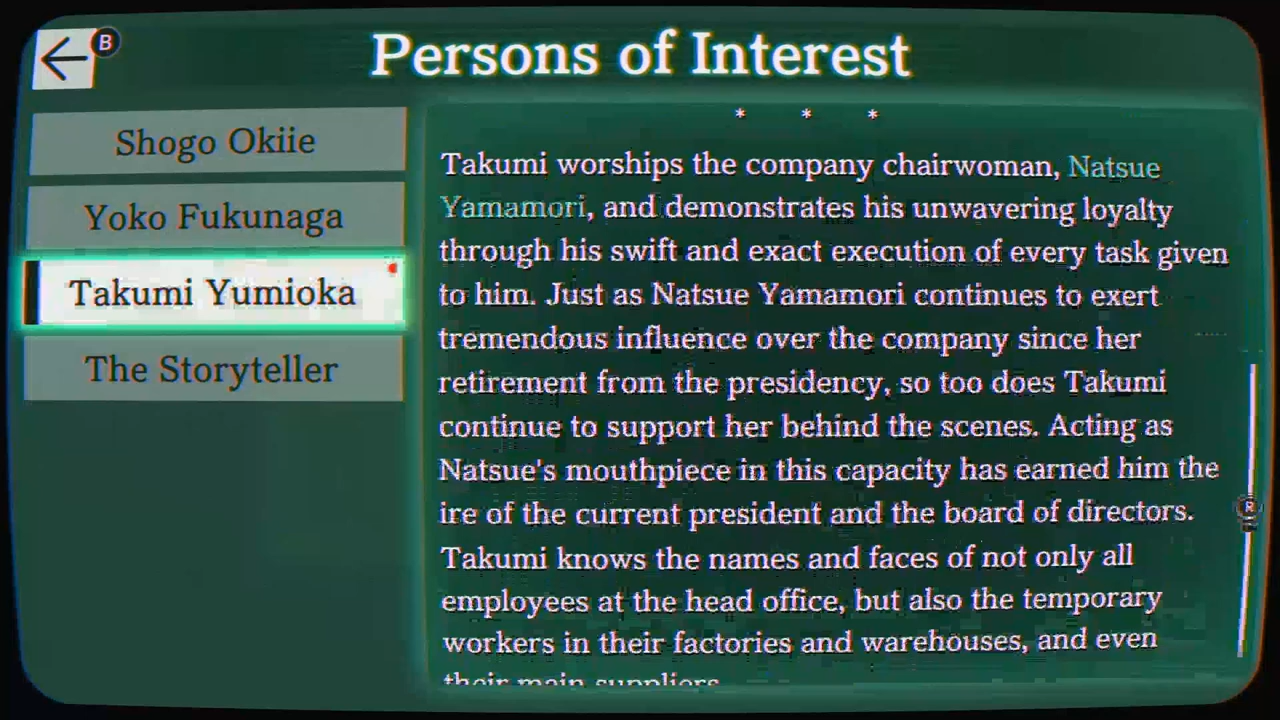 B
Persons of Interest
Shogo Okiie
Yoko Fukunaga
Takumi Yumioka
The Storyteller
* * *
Takumi worships the company chairwoman, Natsue
Yamamori, and demonstrates his unwavering loyalty
through his swift and exact execution of every task given
to him. Just as Natsue Yamamori continues to exert
tremendous influence over the company since her
retirement from the presidency, so too does Takumi
continue to support her behind the scenes. Acting as
Natsue's mouthpiece in this capacity has earned him the
ire of the current president and the board of directors.
Takumi knows the names and faces of not only all
employees at the head office, but also the temporary
workers in their factories and warehouses, and even
their main suppliers.
R